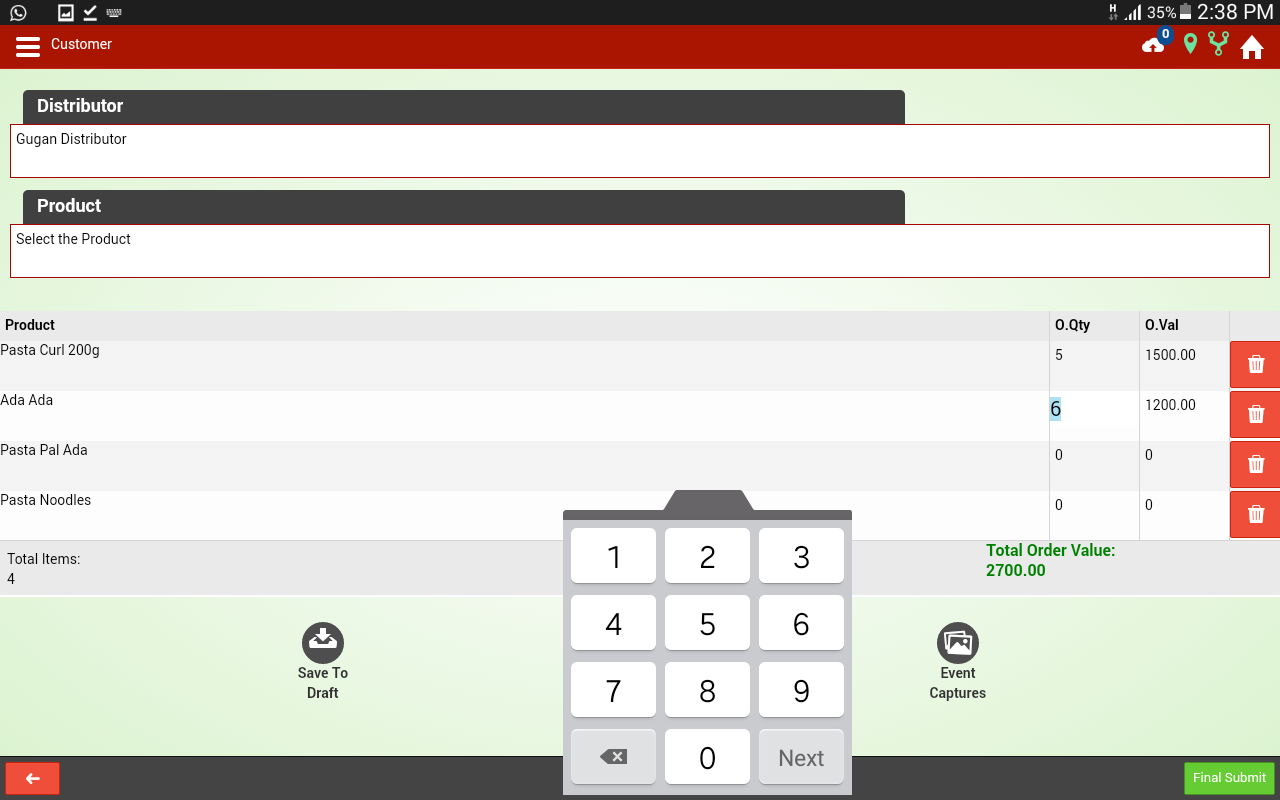 H 35% 2:38 PM
Customer
0
Distributor
Gugan Distributor
Product
Select the Product
Product O.Qty O.Val
Pasta Curl 200g 5 1500.00
Ada Ada 6 1200.00
Pasta Pal Ada 0 0
Pasta Noodles 0 0
Total Items:
4
Total Order Value:
2700.00
1 2 3
4 5 6
7 8 9
0 Next
Save To
Draft
Event
Captures
Final Submit